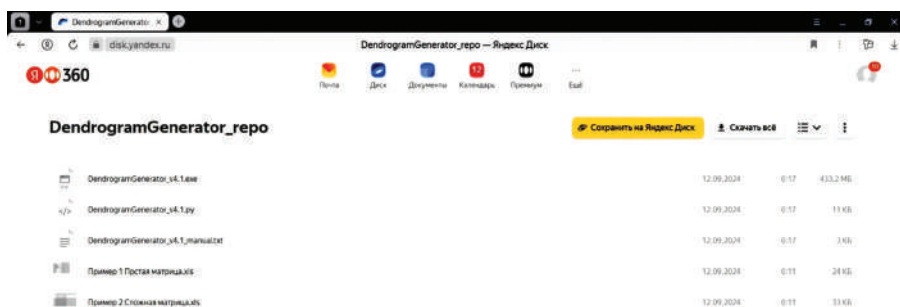 DendrogramGenerator
disk.yandex.ru
DendrogramGenerator_repo — Яндекс Диск
Я 360
Почта
Диск
Документы
12
Календарь
Премиум
Ещё
DendrogramGenerator_repo
Сохранить на Яндекс Диск
Скачать всё
DendrogramGenerator_v4.1.exe 12.09.2024 0:17 433.2 МБ
DendrogramGenerator_v4.1.py 12.09.2024 0:17 11 КБ
DendrogramGenerator_v4.1_manual.txt 12.09.2024 0:17 3 КБ
Пример 1 Постая матрица.xls 12.09.2024 0:11 24 КБ
Пример 2 Сложная матрица.xls 12.09.2024 0:11 33 КБ